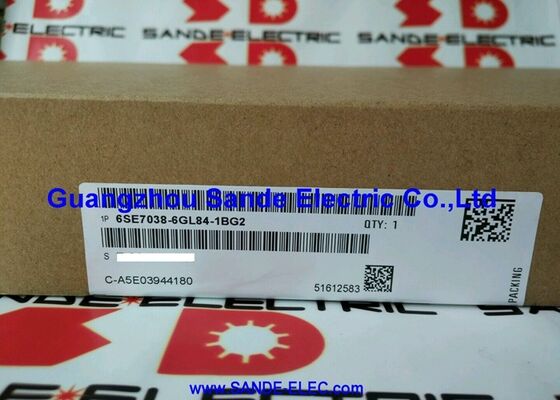 SANDE-ELECTRIC SANDE-ELECTRIC
Guangzhou Sande Electric Co.,Ltd
1P 6SE7038-6GL84-1BG2 QTY: 1
S
C-A5E03944180 51612583
PACKING
SANDE-ELECTRIC
WWW.SANDE-ELEC.COM